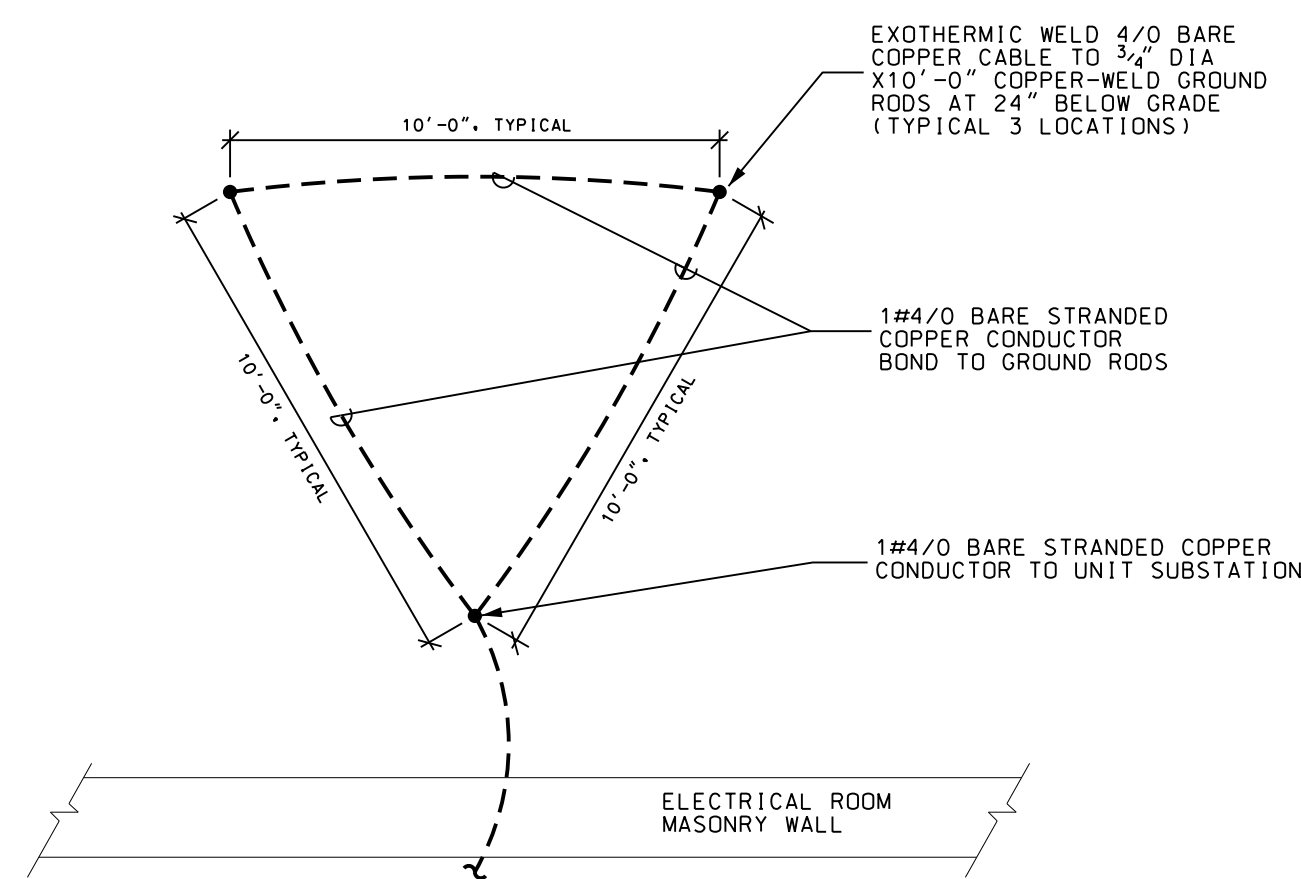 EXOTHERMIC WELD 4/0 BARE
COPPER CABLE TO 3/4" DIA
X10'-0" COPPER-WELD GROUND
RODS AT 24" BELOW GRADE
(TYPICAL 3 LOCATIONS)
10'-0", TYPICAL
1#4/0 BARE STRANDED
COPPER CONDUCTOR
BOND TO GROUND RODS
10'-0", TYPICAL
10'-0", TYPICAL
1#4/0 BARE STRANDED COPPER
CONDUCTOR TO UNIT SUBSTATION
ELECTRICAL ROOM
MASONRY WALL